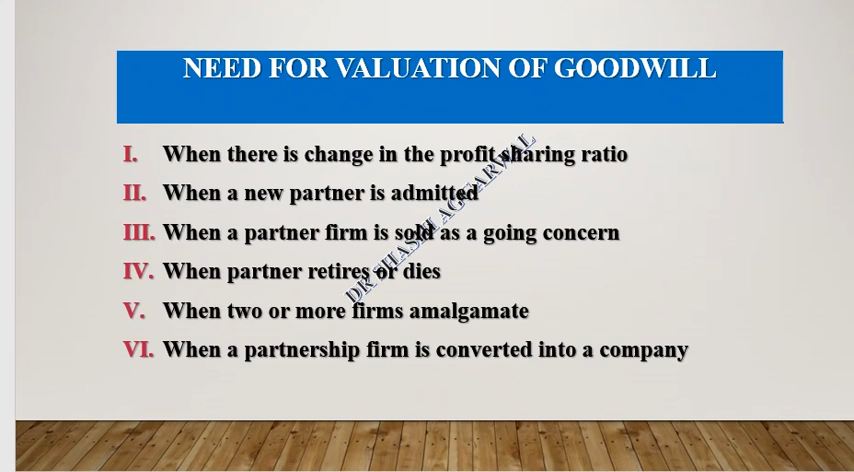 NEED FOR VALUATION OF GOODWILL
I. When there is change in the profit sharing ratio
II. When a new partner is admitted
III. When a partner firm is sold as a going concern
IV. When partner retires or dies
V. When two or more firms amalgamate
VI. When a partnership firm is converted into a company
DR SHASHI AGGARWAL